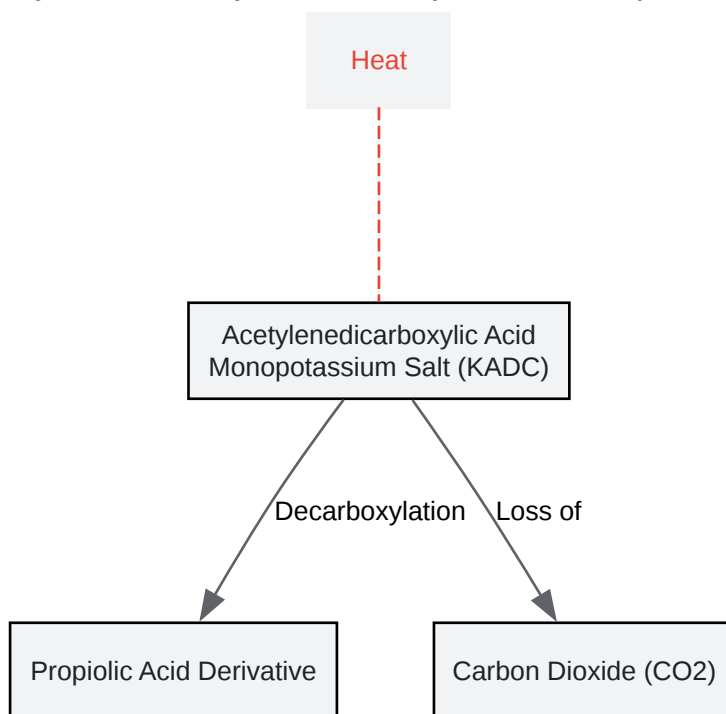 Heat
Acetylenedicarboxylic Acid
Monopotassium Salt (KADC)
Decarboxylation
Loss of
Propiolic Acid Derivative
Carbon Dioxide (CO2)